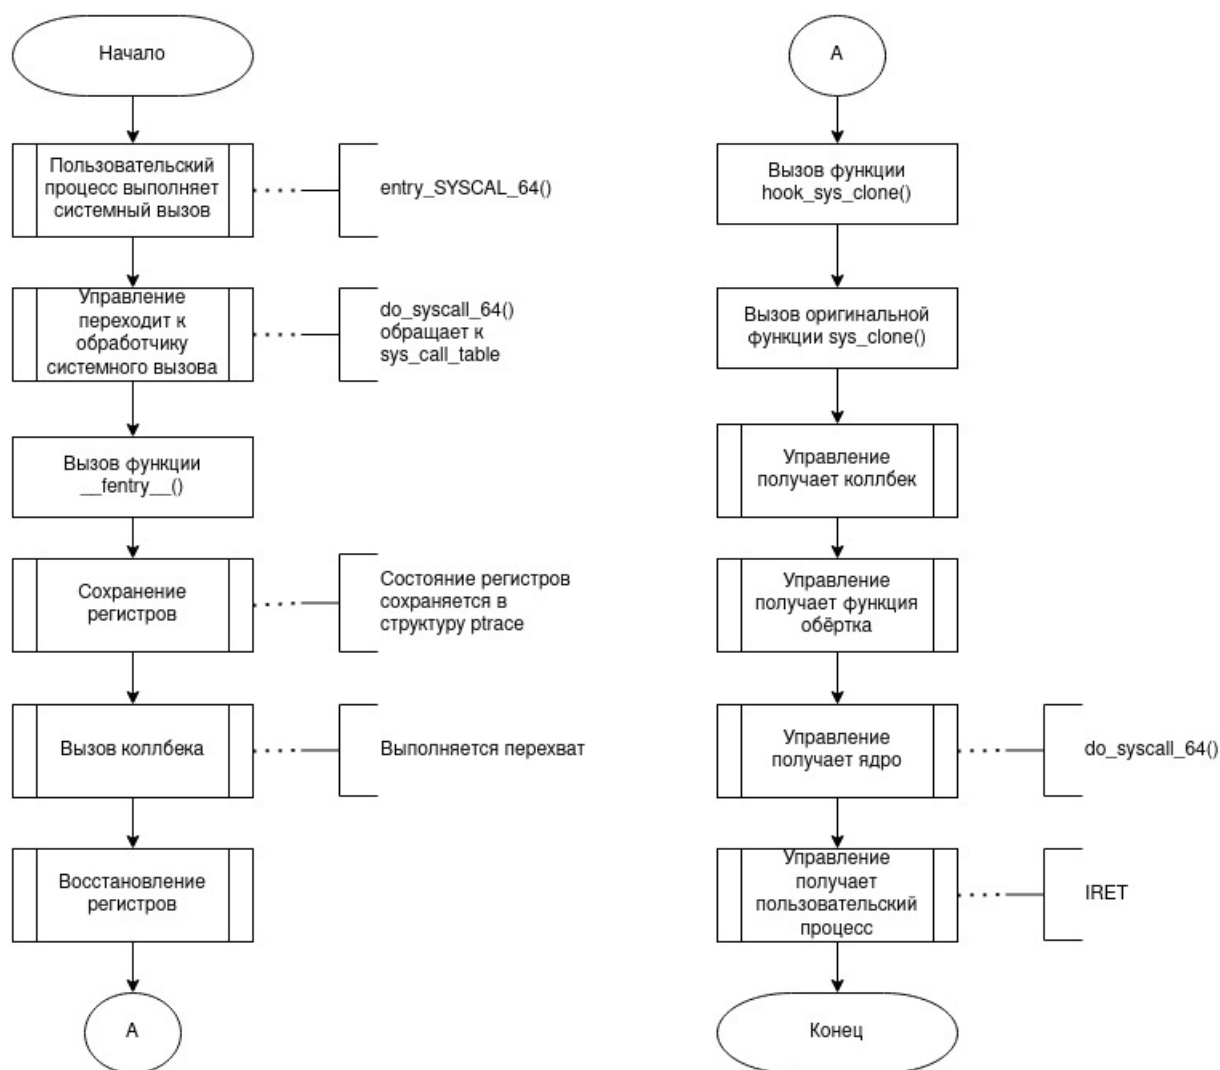 Начало
Пользовательский
процесс выполняет
системный вызов
entry_SYSCAL_64()
Управление
переходит к
обработчику
системного вызова
do_syscall_64()
обращает к
sys_call_table
Вызов функции
__fentry__()
Сохранение
регистров
Состояние регистров
сохраняется в
структуру ptrace
Вызов коллбека
Выполняется перехват
Восстановление
регистров
А
А
Вызов функции
hook_sys_clone()
Вызов оригинальной
функции sys_clone()
Управление
получает коллбек
Управление
получает функция
обёртка
Управление
получает ядро
do_syscall_64()
Управление
получает
пользовательский
процесс
IRET
Конец